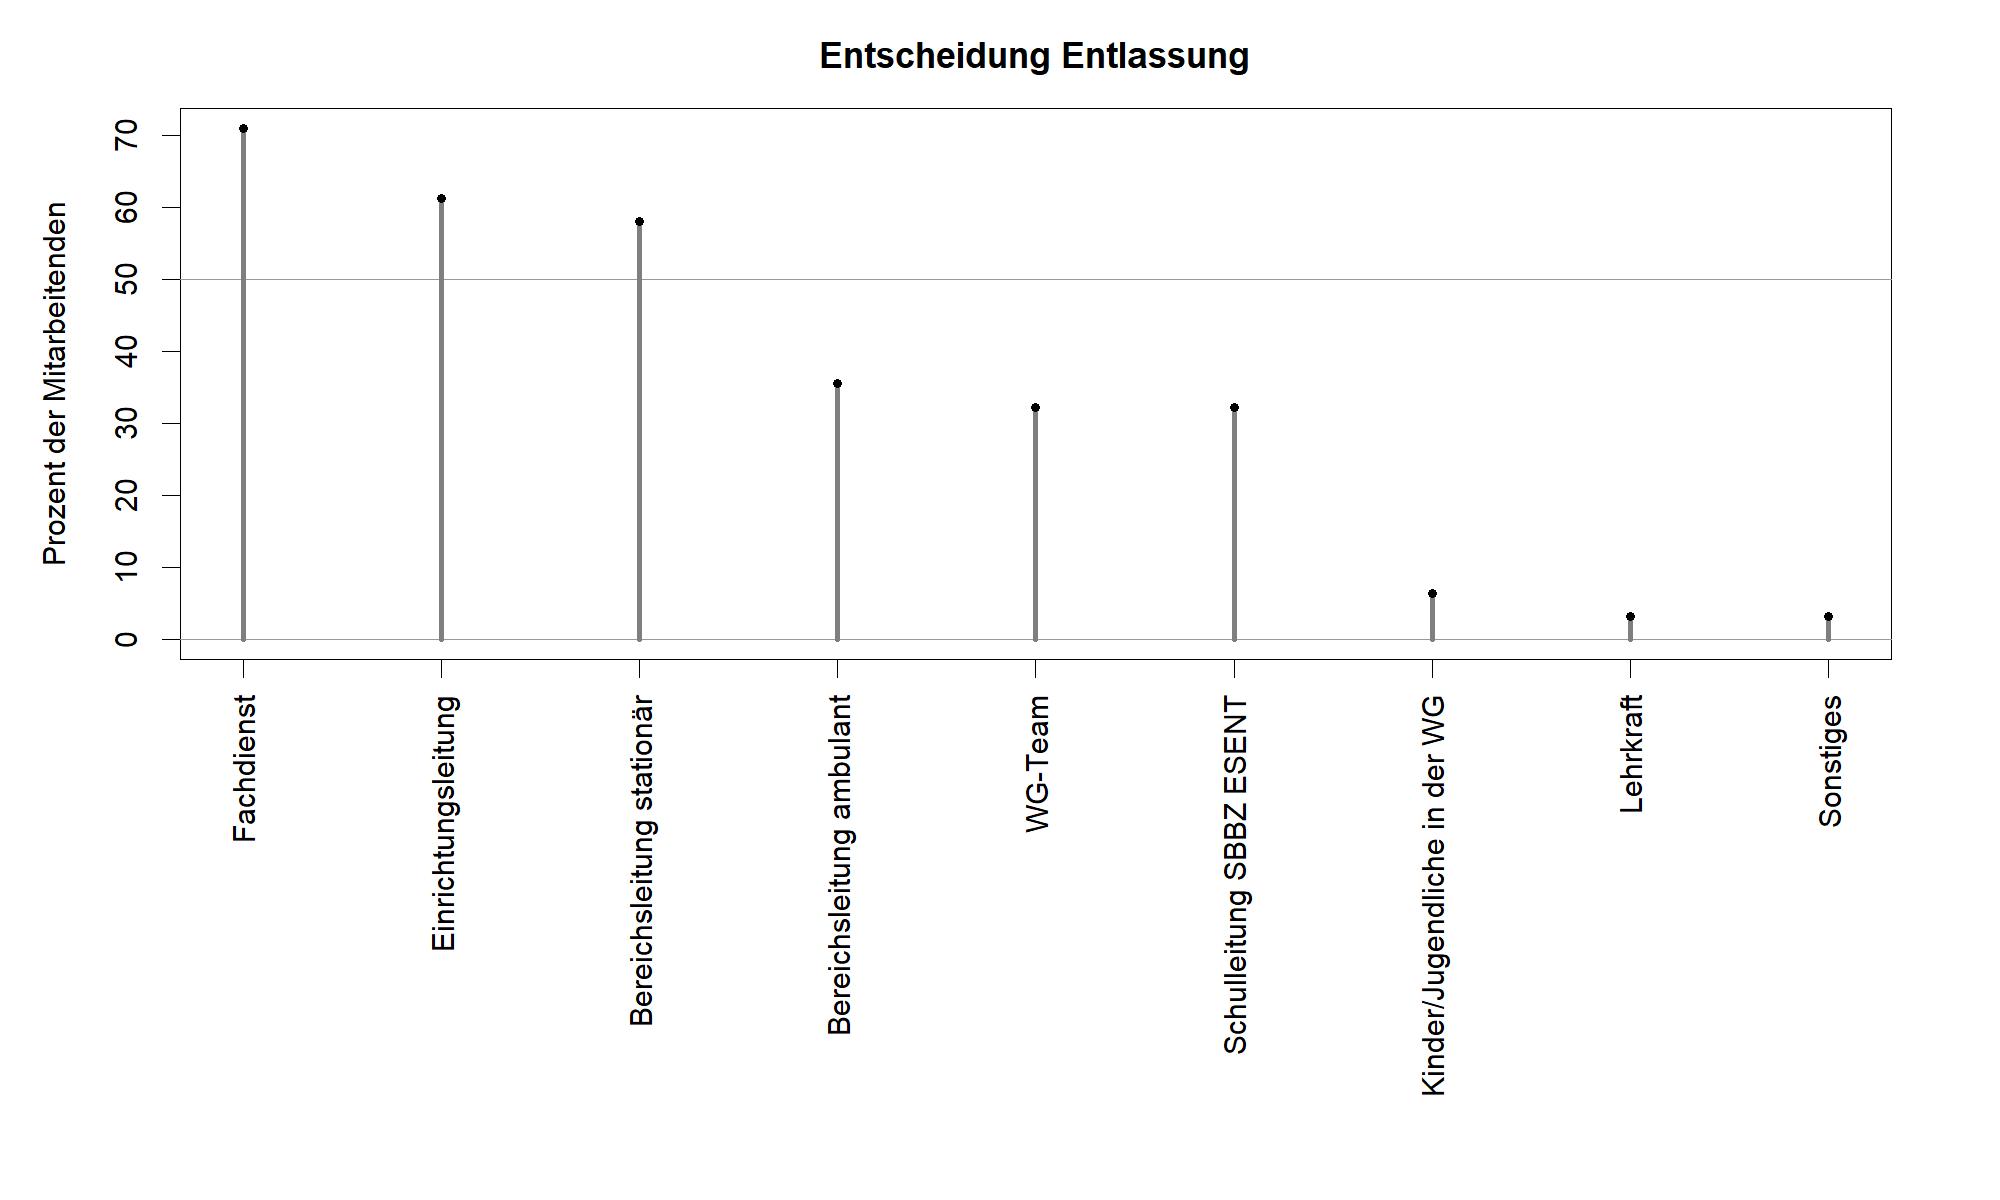 Entscheidung Entlassung
Prozent der Mitarbeitenden
70
60
50
40
30
20
10
0
Fachdienst
Einrichtungsleitung
Bereichsleitung stationär
Bereichsleitung ambulant
WG-Team
Schulleitung SBBZ ESENT
Kinder/Jugendliche in der WG
Lehrkraft
Sonstiges